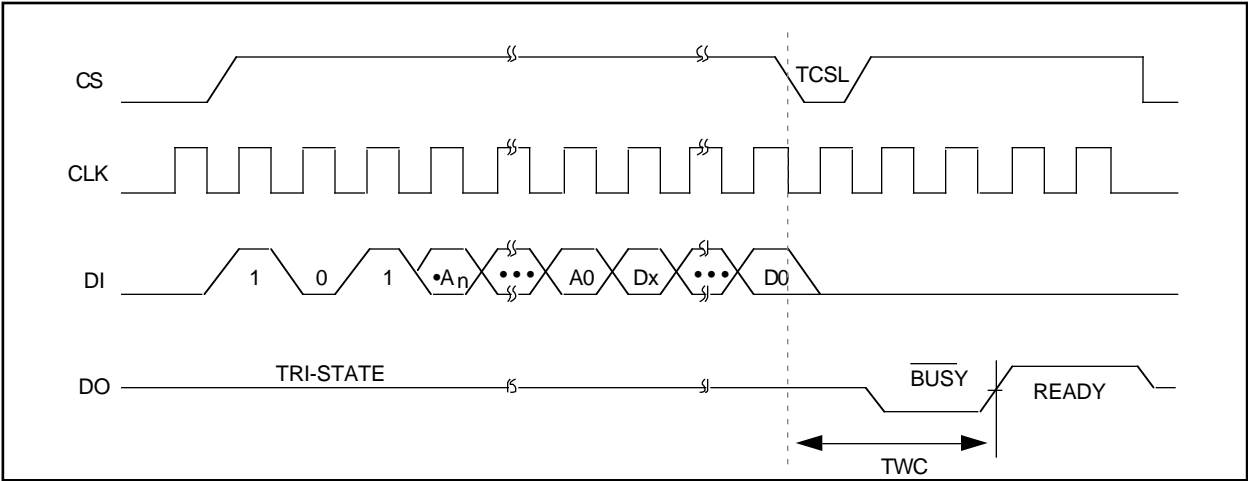 CS
TCSL
CLK
DI 1 0 1 •An ••• A0 Dx ••• D0
DO TRI-STATE BUSY READY
TWC